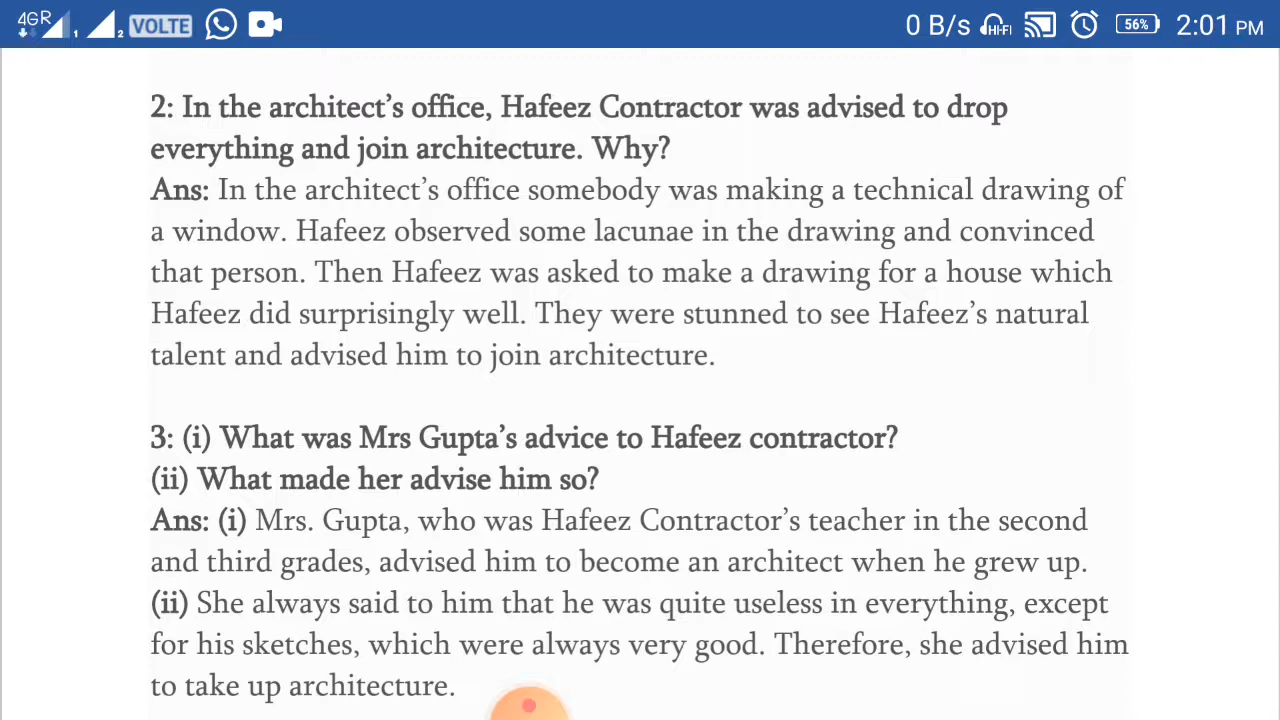 4GR 1 2 VOLTE 0 B/s HI-FI 56% 2:01 PM
2: In the architect's office, Hafeez Contractor was advised to drop
everything and join architecture. Why?
Ans: In the architect's office somebody was making a technical drawing of
a window. Hafeez observed some lacunae in the drawing and convinced
that person. Then Hafeez was asked to make a drawing for a house which
Hafeez did surprisingly well. They were stunned to see Hafeez's natural
talent and advised him to join architecture.
3: (i) What was Mrs Gupta's advice to Hafeez contractor?
(ii) What made her advise him so?
Ans: (i) Mrs. Gupta, who was Hafeez Contractor's teacher in the second
and third grades, advised him to become an architect when he grew up.
(ii) She always said to him that he was quite useless in everything, except
for his sketches, which were always very good. Therefore, she advised him
to take up architecture.